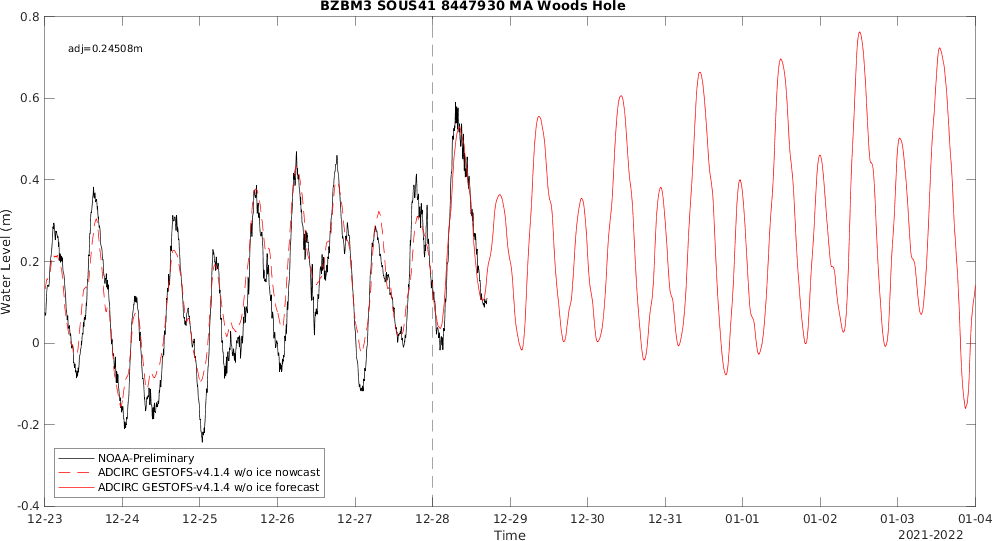 BZBM3 SOUS41 8447930 MA Woods Hole
adj=0.24508m
Water Level (m)
0.8
0.6
0.4
0.2
0
-0.2
-0.4
NOAA-Preliminary
ADCIRC GESTOFS-v4.1.4 w/o ice nowcast
ADCIRC GESTOFS-v4.1.4 w/o ice forecast
12-23 12-24 12-25 12-26 12-27 12-28 12-29 12-30 12-31 01-01 01-02 01-03 01-04
Time
2021-2022